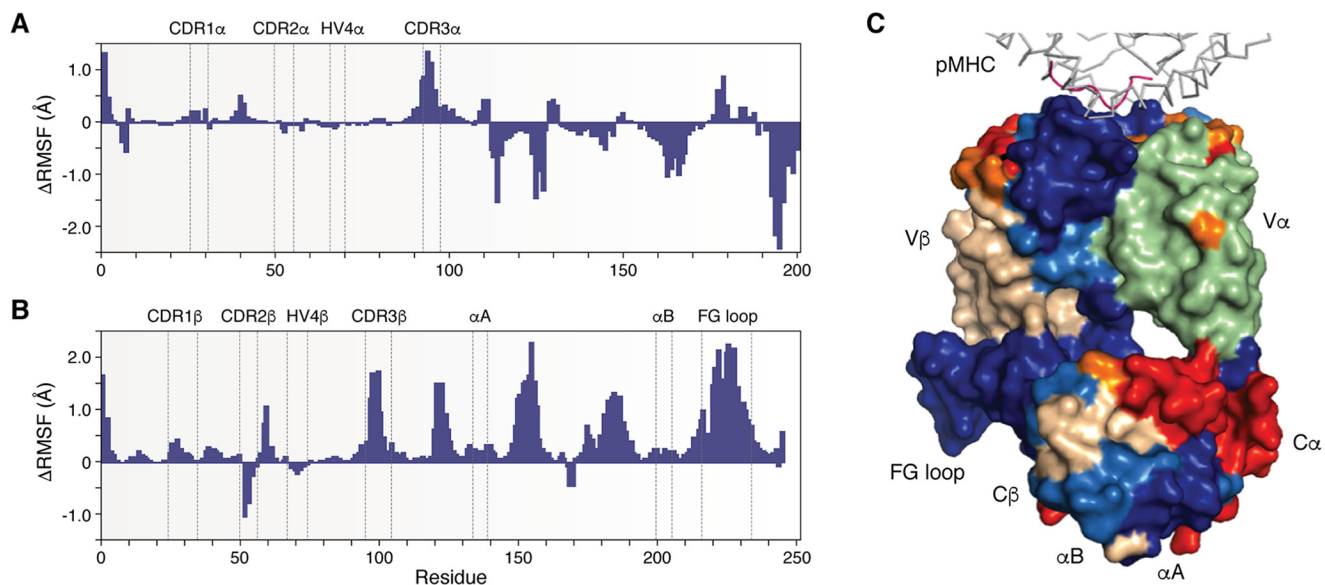 A
CDR1α CDR2α HV4α CDR3α
1.0
0
-1.0
-2.0
ΔRMSF (Å)
0 50 100 150 200
B
CDR1β CDR2β HV4β CDR3β αA αB FG loop
2.0
1.0
0
-1.0
ΔRMSF (Å)
0 50 100 150 200 250
Residue
C
pMHC
Vβ
Vα
FG loop
Cβ
Cα
αB
αA